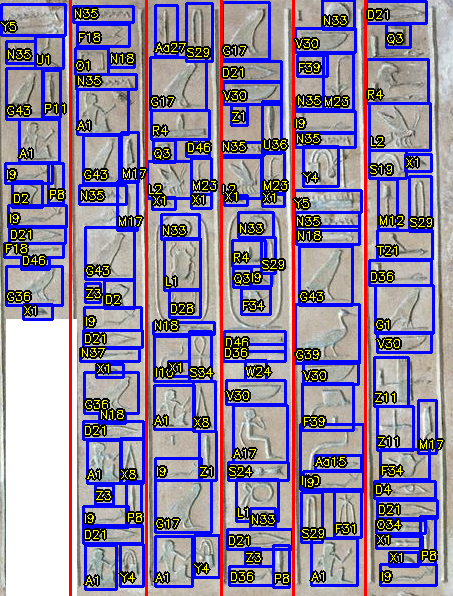 D21 Q3 R4 L2 S19 X1 M12 S29 T21 D36 G1 V30 Z11 Z11 M17 F34 D4 D21 O34 X1 P8 X1 I9
N33 V30 F39 N35 M23 I9 N35 Y4 Y5 N35 N18 G43 G39 V30 F39 Aa15 I9 S29 F31 A1
G17 D21 V30 Z1 U36 N35 L2 M23 X1 X1 N33 R4 S29 Q3 I9 F34 D46 D36 W24 V30 A17 S24 L1 N33 D21 Z3 D36 P8
Aa27 S29 G17 R4 Q3 D46 L2 M23 X1 X1 N33 L1 D28 N18 I10 X1 S34 A1 X8 I9 Z1 G17 A1 Y4
N35 F18 O1 N18 N35 A1 G43 M17 N35 M17 G43 Z3 D2 I9 D21 N37 X1 G36 N18 D21 A1 X8 Z3 I9 P8 D21 A1 Y4
Y5 N35 U1 G43 P11 A1 I9 D2 P8 I9 D21 F18 D46 G36 X1